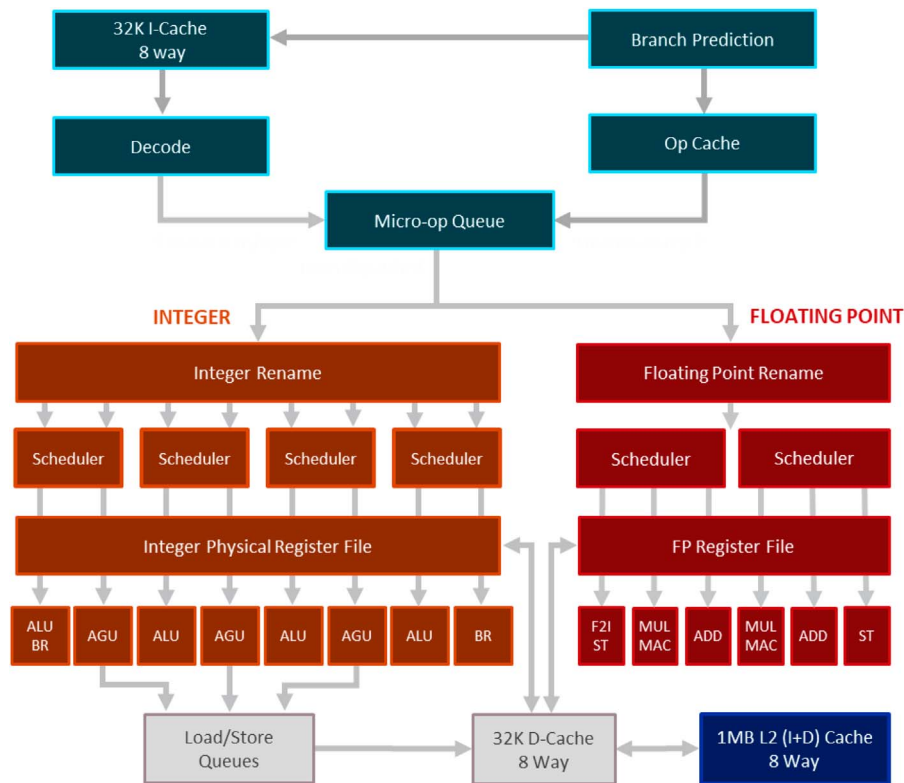 32K I-Cache
8 way
Branch Prediction
Decode
Op Cache
Micro-op Queue
INTEGER
FLOATING POINT
Integer Rename
Floating Point Rename
Scheduler
Scheduler
Scheduler
Scheduler
Scheduler
Scheduler
Integer Physical Register File
FP Register File
ALU
BR
AGU
ALU
AGU
ALU
AGU
ALU
BR
F2I
ST
MUL
MAC
ADD
MUL
MAC
ADD
ST
Load/Store
Queues
32K D-Cache
8 Way
1MB L2 (I+D) Cache
8 Way